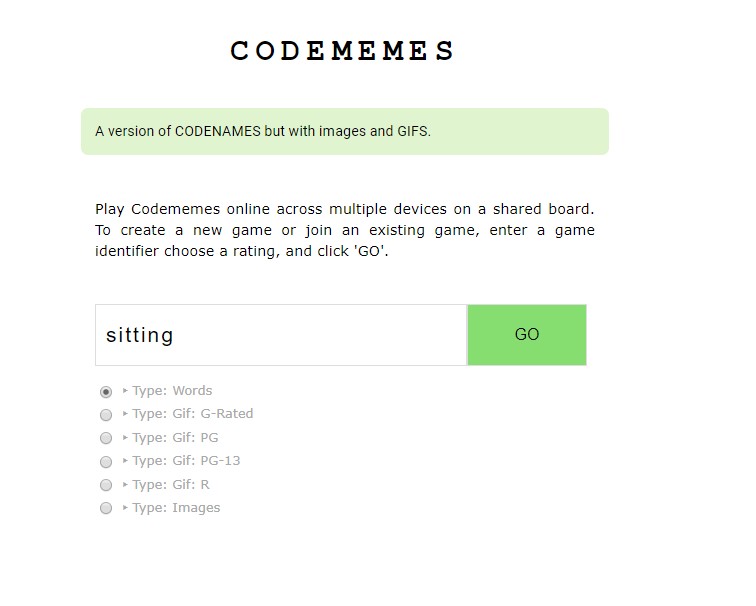 CODEMEMES
A version of CODENAMES but with images and GIFS.
Play Codememes online across multiple devices on a shared board.
To create a new game or join an existing game, enter a game
identifier choose a rating, and click 'GO'.
sitting GO
Type: Words
Type: Gif: G-Rated
Type: Gif: PG
Type: Gif: PG-13
Type: Gif: R
Type: Images